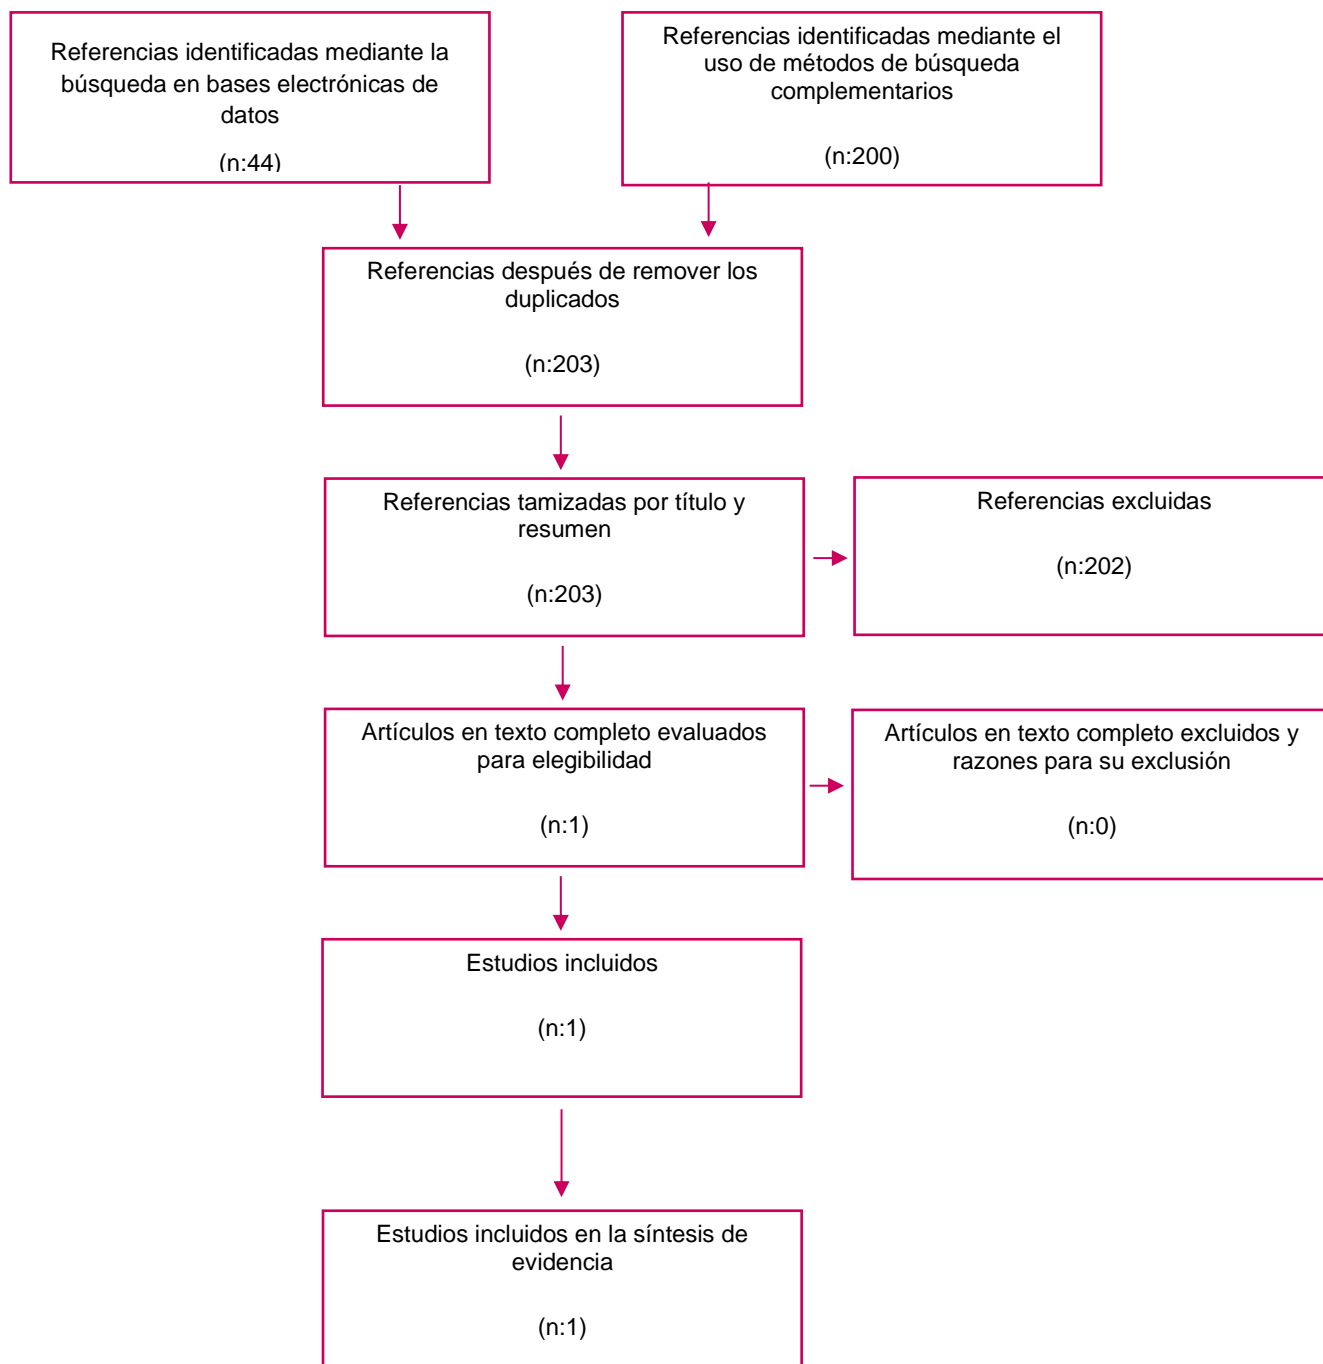 Referencias identificadas mediante la
búsqueda en bases electrónicas de
datos
(n:44)
Referencias identificadas mediante el
uso de métodos de búsqueda
complementarios
(n:200)
Referencias después de remover los
duplicados
(n:203)
Referencias tamizadas por título y
resumen
(n:203)
Referencias excluidas
(n:202)
Artículos en texto completo evaluados
para elegibilidad
(n:1)
Artículos en texto completo excluidos y
razones para su exclusión
(n:0)
Estudios incluidos
(n:1)
Estudios incluidos en la síntesis de
evidencia
(n:1)